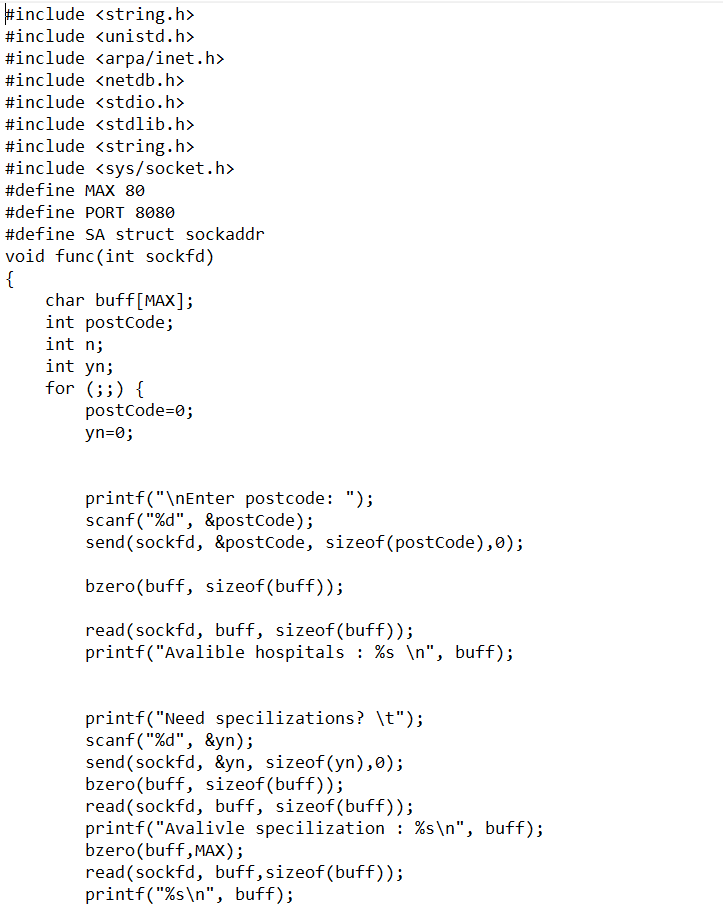 #include <string.h>
#include <unistd.h>
#include <arpa/inet.h>
#include <netdb.h>
#include <stdio.h>
#include <stdlib.h>
#include <string.h>
#include <sys/socket.h>
#define MAX 80
#define PORT 8080
#define SA struct sockaddr
void func(int sockfd)
{
    char buff[MAX];
    int postCode;
    int n;
    int yn;
    for (;;) {
        postCode=0;
        yn=0;
        printf("\nEnter postcode: ");
        scanf("%d", &postCode);
        send(sockfd, &postCode, sizeof(postCode),0);
        bzero(buff, sizeof(buff));
        read(sockfd, buff, sizeof(buff));
        printf("Avalible hospitals : %s \n", buff);
        printf("Need specilizations? \t");
        scanf("%d", &yn);
        send(sockfd, &yn, sizeof(yn),0);
        bzero(buff, sizeof(buff));
        read(sockfd, buff, sizeof(buff));
        printf("Avalivle specilization : %s\n", buff);
        bzero(buff,MAX);
        read(sockfd, buff,sizeof(buff));
        printf("%s\n", buff);